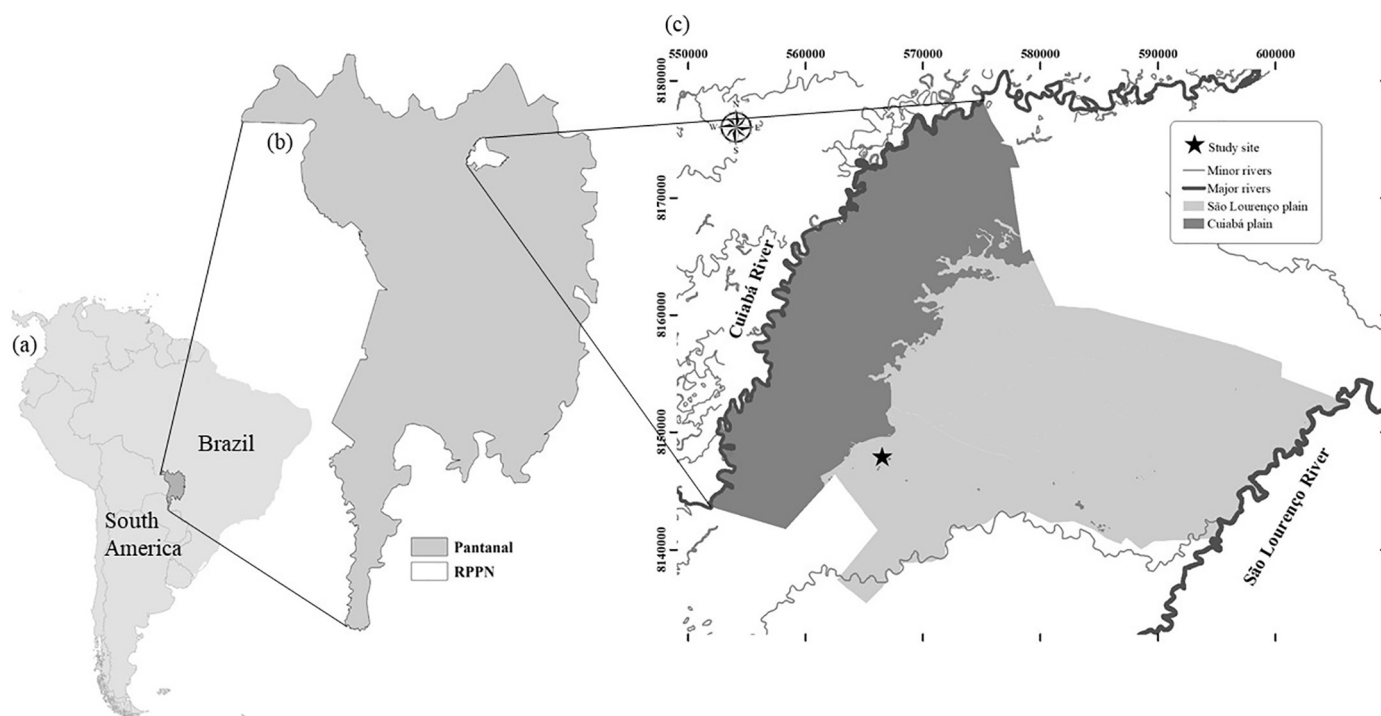 (a)
Brazil
South
America
(b)
Pantanal
RPPN
(c)
550000 560000 570000 580000 590000 600000
8180000
8170000
8160000
8150000
8140000
N
W E
S
Study site
Minor rivers
Major rivers
São Lourenço plain
Cuiabá plain
Cuiabá River
São Lourenço River